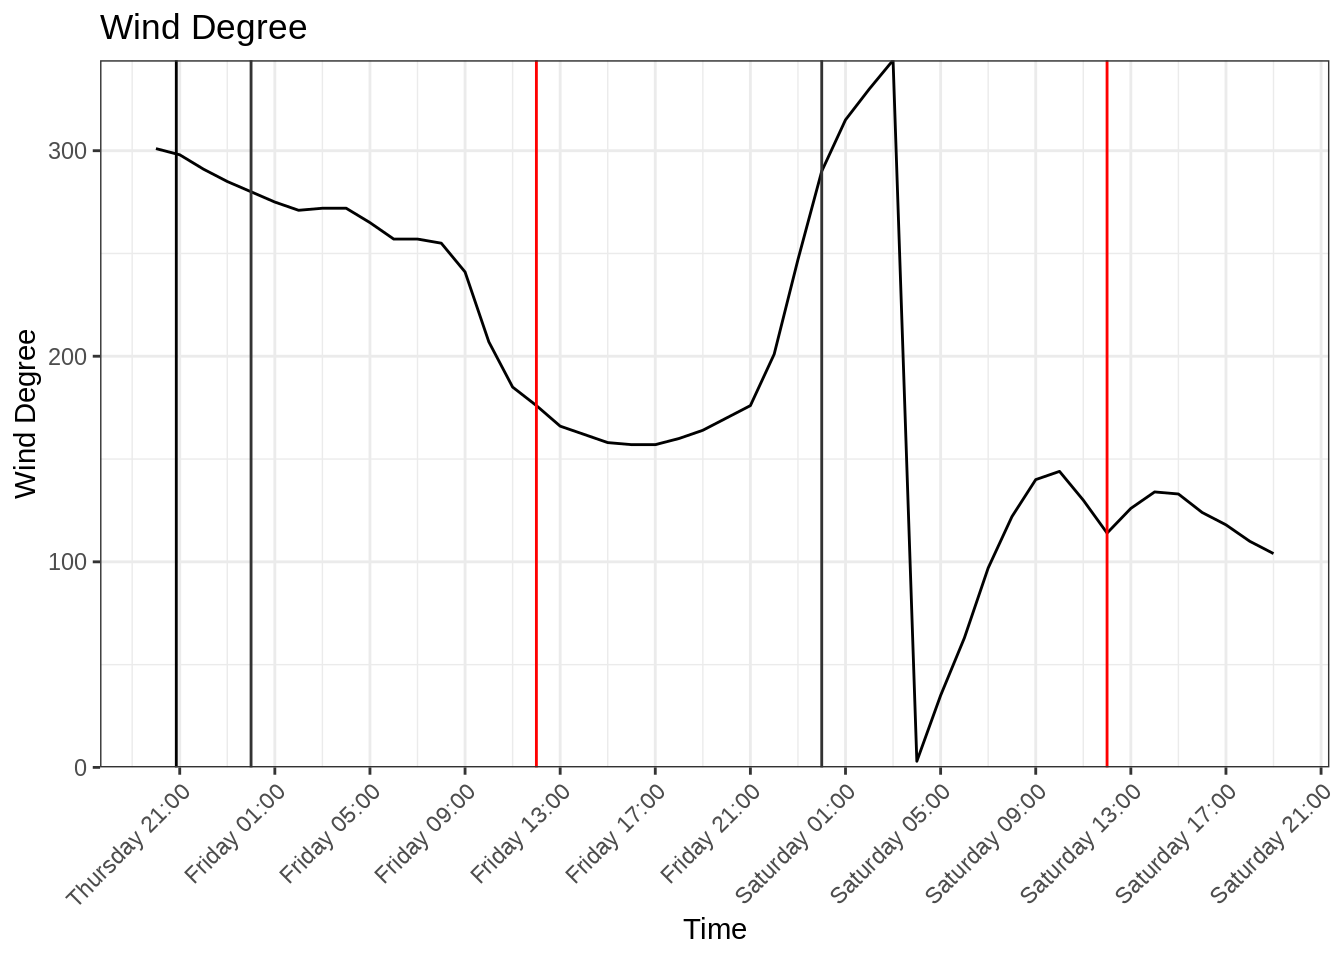 Wind Degree
Wind Degree
300
200
100
0
Thursday 21:00
Friday 01:00
Friday 05:00
Friday 09:00
Friday 13:00
Friday 17:00
Friday 21:00
Saturday 01:00
Saturday 05:00
Saturday 09:00
Saturday 13:00
Saturday 17:00
Saturday 21:00
Time